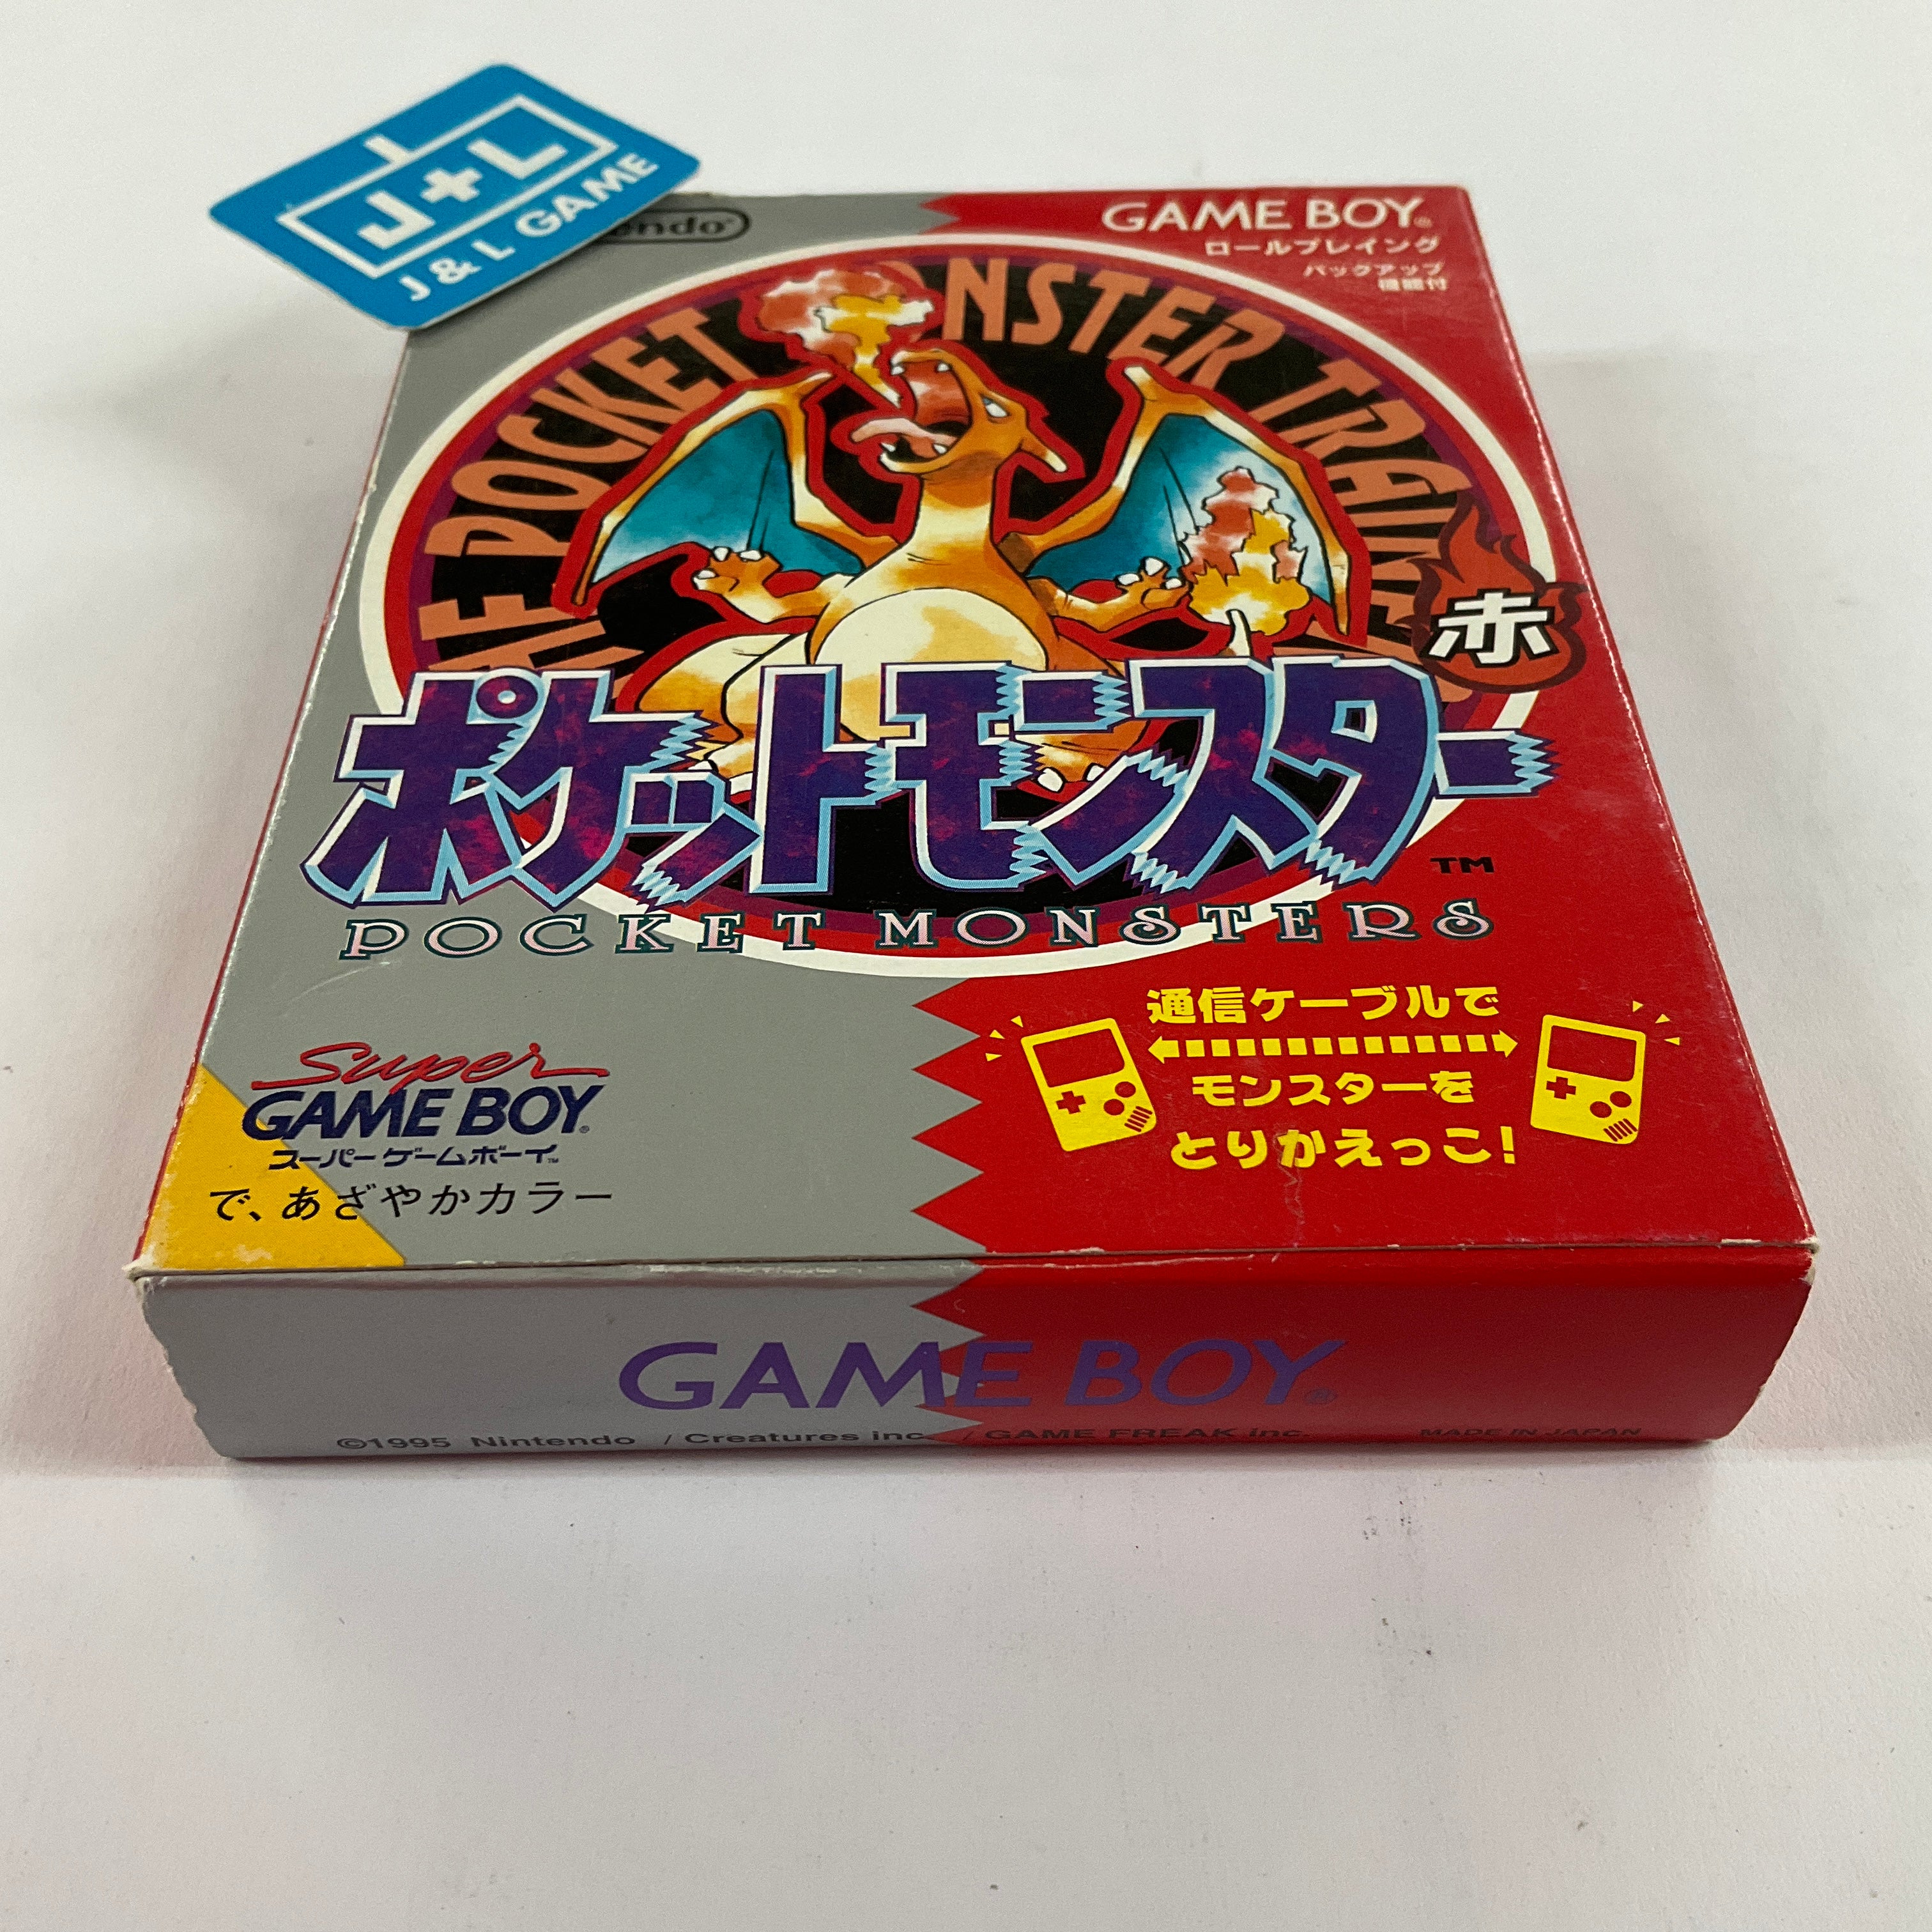 J+L
J & L GAME
GAME BOY®
ロールプレイング
バックアップ
機能付
POCKET MONSTER
赤
ポケットモンスター
TM
POCKET MONSTERS
通信ケーブルで
モンスターを
とりかえっこ!
Super
GAME BOY®
スーパーゲームボーイ™
で、あざやかカラー
GAME BOY®
©1995 Nintendo / Creatures inc. / GAME FREAK inc. MADE IN JAPAN